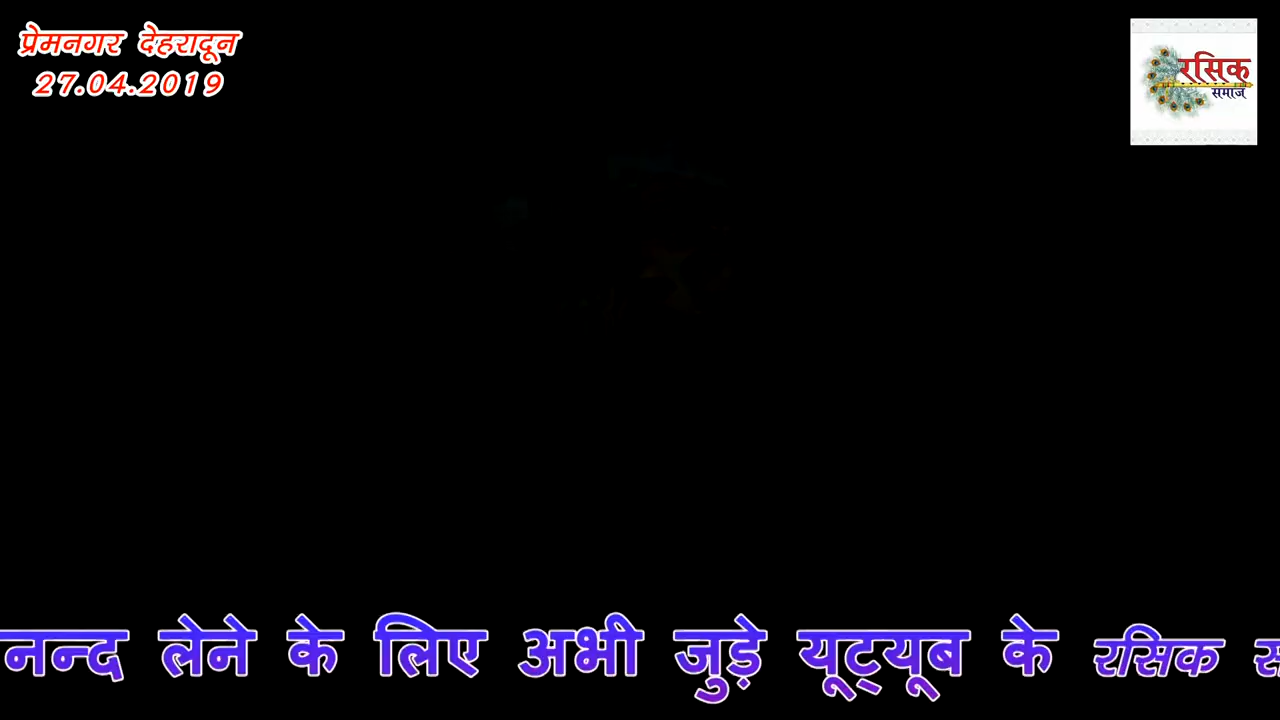 प्रेमनगर देहरादून
27.04.2019
रसिक
समाज
नन्द लेने के लिए अभी जुड़े यूट्यूब के रसिक स